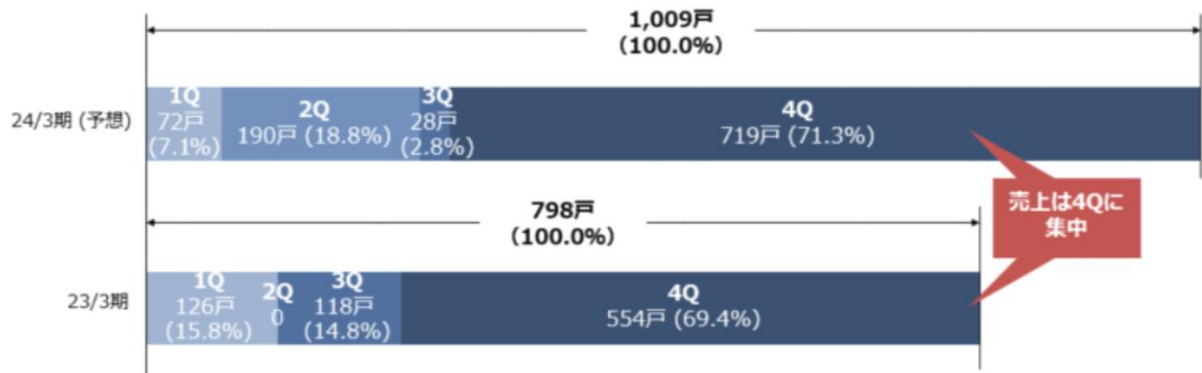 1,009戸
(100.0%)
24/3期 (予想)
1Q
72戸
(7.1%)
2Q
190戸 (18.8%)
3Q
28戸
(2.8%)
4Q
719戸 (71.3%)
売上は4Qに
集中
798戸
(100.0%)
23/3期
1Q
126戸
(15.8%)
2Q
0
3Q
118戸
(14.8%)
4Q
554戸 (69.4%)